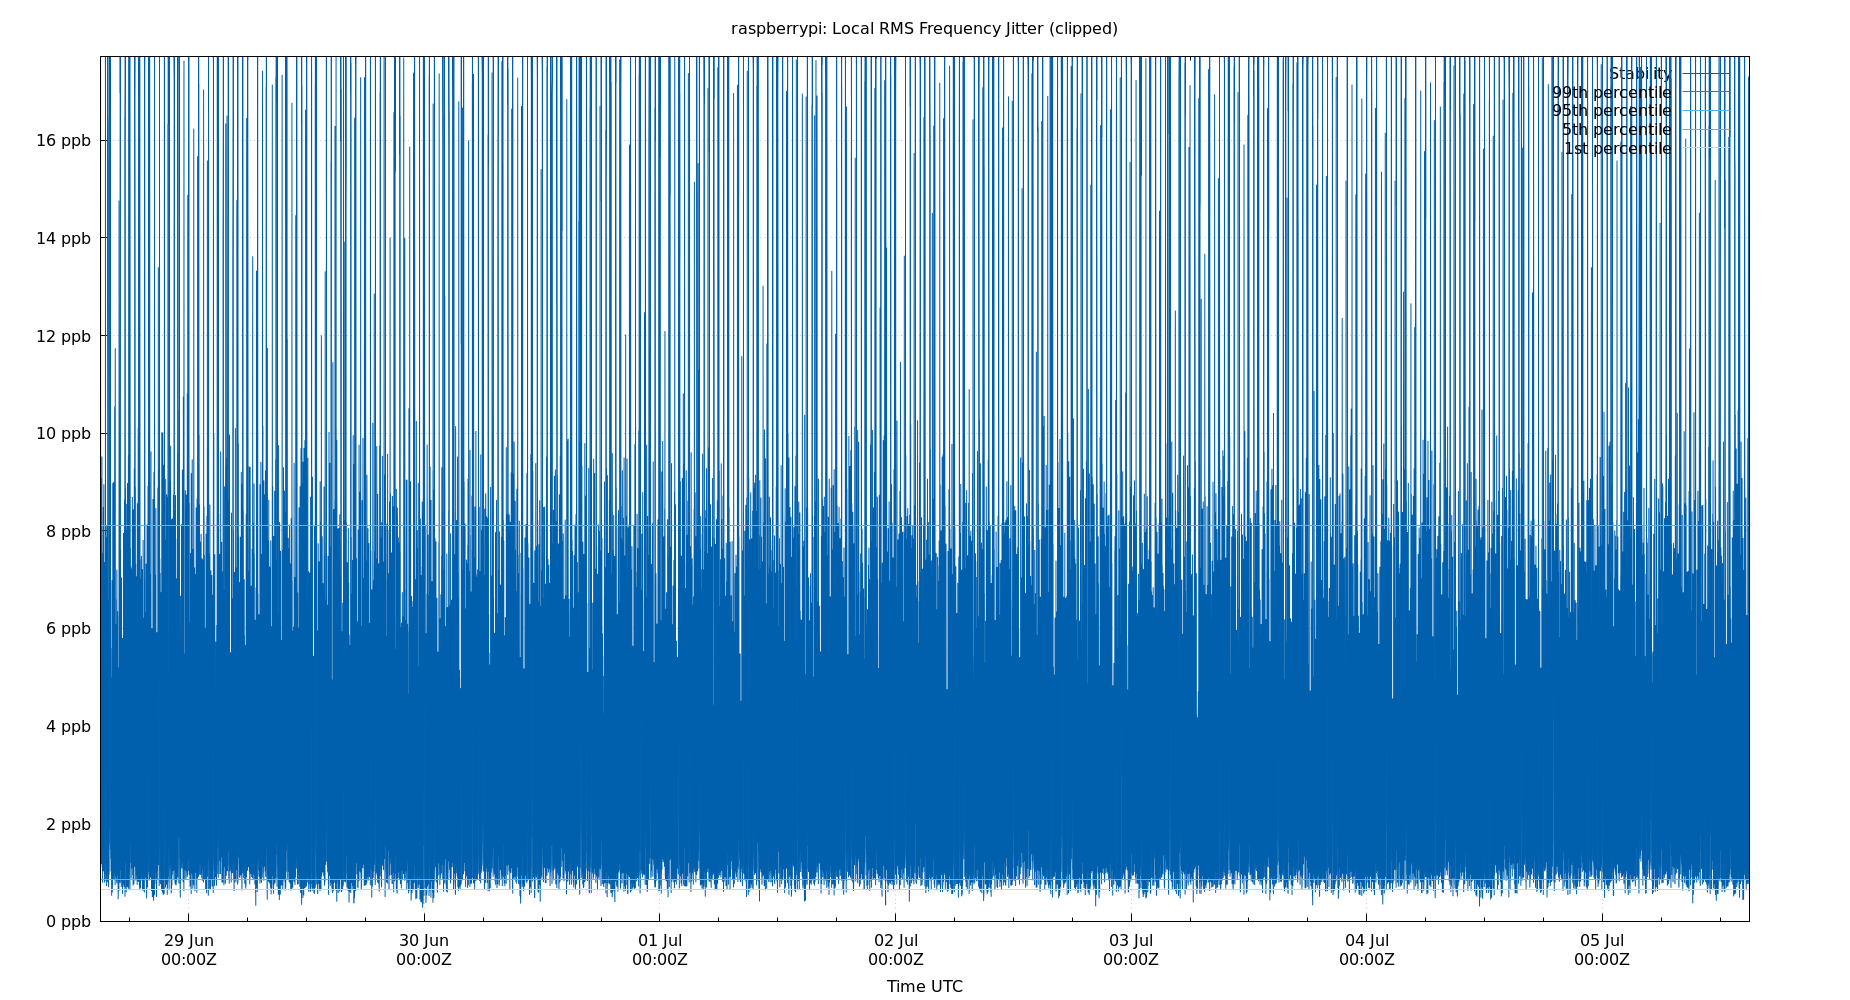 raspberrypi: Local RMS Frequency Jitter (clipped)
Stability
99th percentile
95th percentile
5th percentile
1st percentile
16 ppb
14 ppb
12 ppb
10 ppb
8 ppb
6 ppb
4 ppb
2 ppb
0 ppb
29 Jun 30 Jun 01 Jul 02 Jul 03 Jul 04 Jul 05 Jul
00:00Z 00:00Z 00:00Z 00:00Z 00:00Z 00:00Z 00:00Z
Time UTC